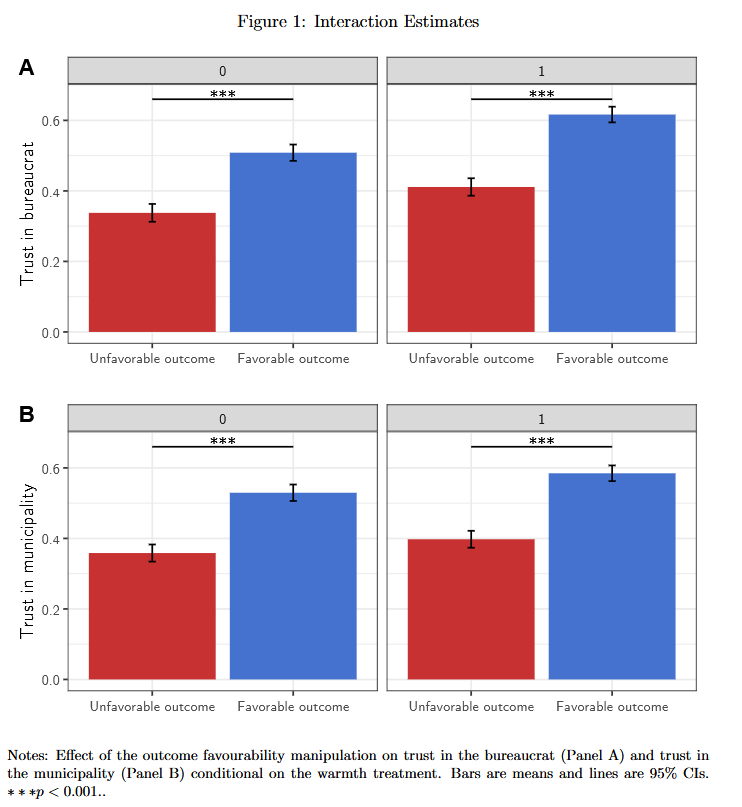 Figure 1: Interaction Estimates
A
0
1
***
***
Trust in bureaucrat
0.6
0.4
0.2
0.0
Unfavorable outcome
Favorable outcome
Unfavorable outcome
Favorable outcome
B
0
1
***
***
Trust in municipality
0.6
0.4
0.2
0.0
Unfavorable outcome
Favorable outcome
Unfavorable outcome
Favorable outcome
Notes: Effect of the outcome favourability manipulation on trust in the bureaucrat (Panel A) and trust in
the municipality (Panel B) conditional on the warmth treatment. Bars are means and lines are 95% CIs.
* * *p < 0.001..